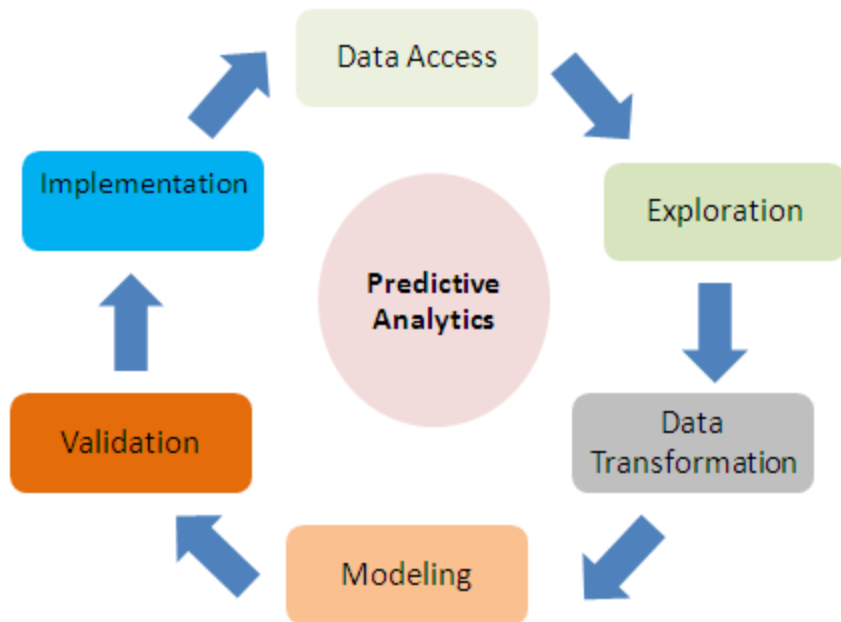 Data Access
Exploration
Data
Transformation
Modeling
Validation
Implementation
Predictive
Analytics